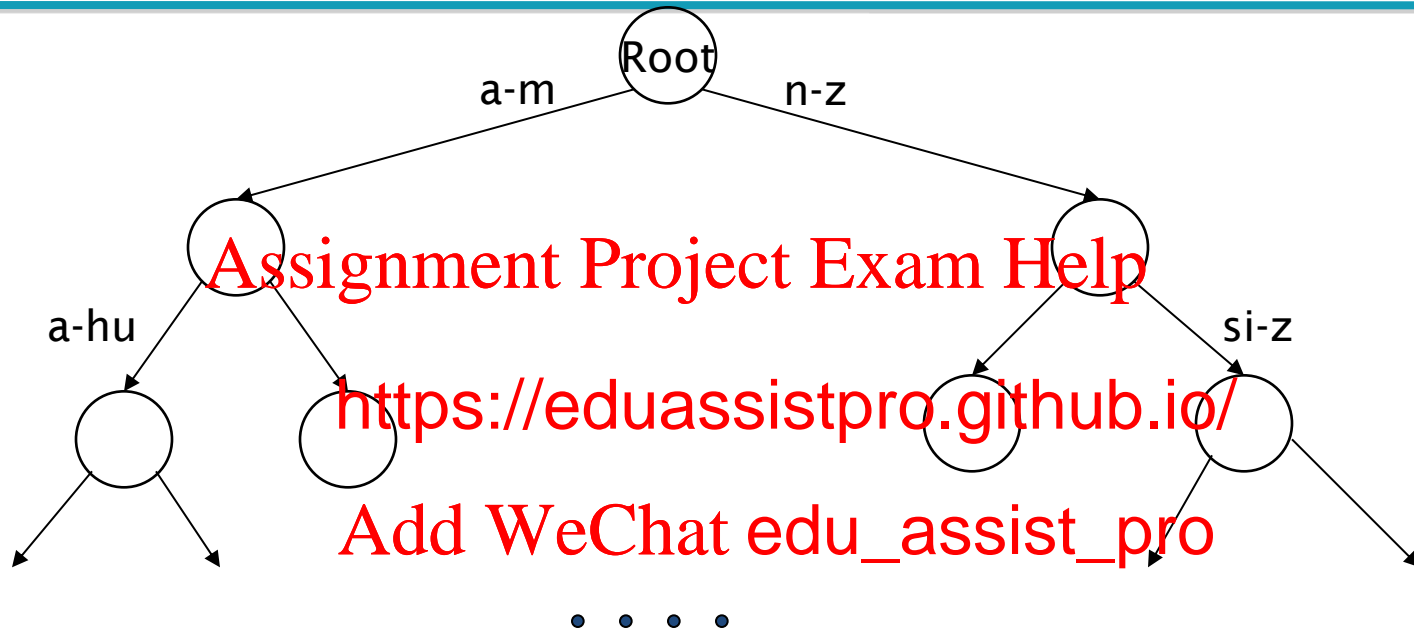 Root
a-m n-z
Assignment Project Exam Help
a-hu si-z
https://eduassistpro.github.io/
Add WeChat edu_assist_pro